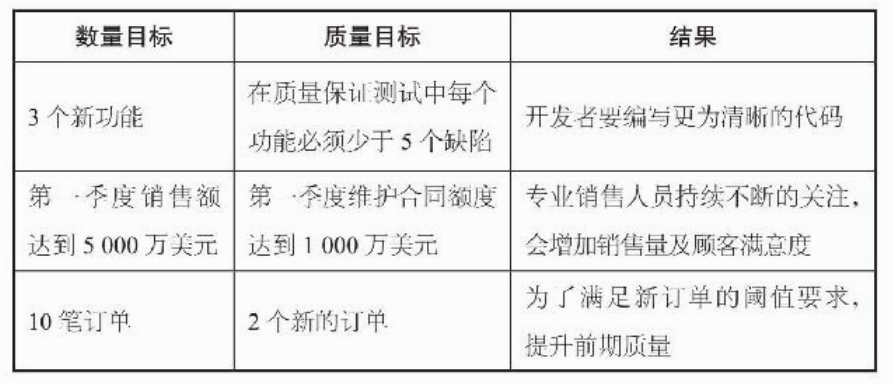 数量目标
质量目标
结果
3 个新功能
在质量保证测试中每个
功能必须少于 5 个缺陷
开发者要编写更为清晰的代码
第一季度销售额
达到 5 000 万美元
第一季度维护合同额度
达到 1 000 万美元
专业销售人员持续不断的关注，
会增加销售量及顾客满意度
10 笔订单
2 个新的订单
为了满足新订单的阈值要求，
提升前期质量